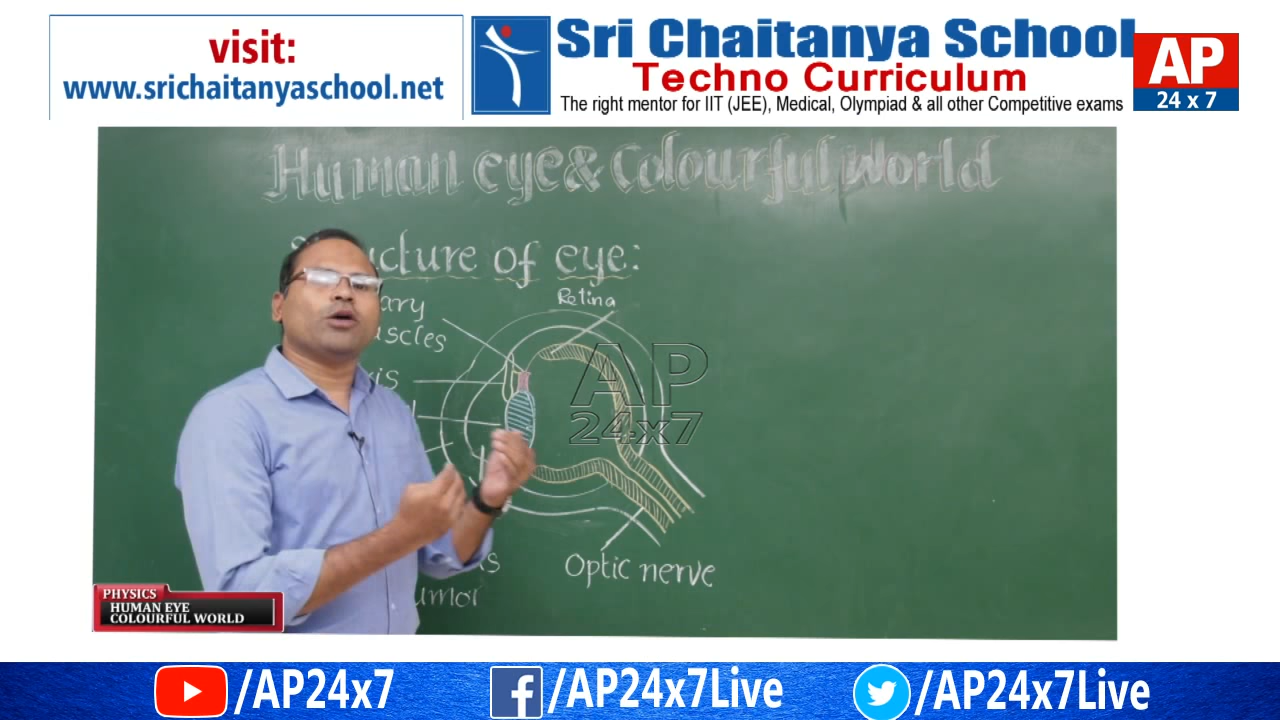 visit:
www.srichaitanyaschool.net
Sri Chaitanya School
Techno Curriculum
The right mentor for IIT (JEE), Medical, Olympiad & all other Competitive exams
AP
24 x 7
Human eye & Colourful World
Structure of eye:
Retina
AP
24x7
Optic nerve
PHYSICS
HUMAN EYE
COLOURFUL WORLD
/AP24x7
/AP24x7Live
/AP24x7Live